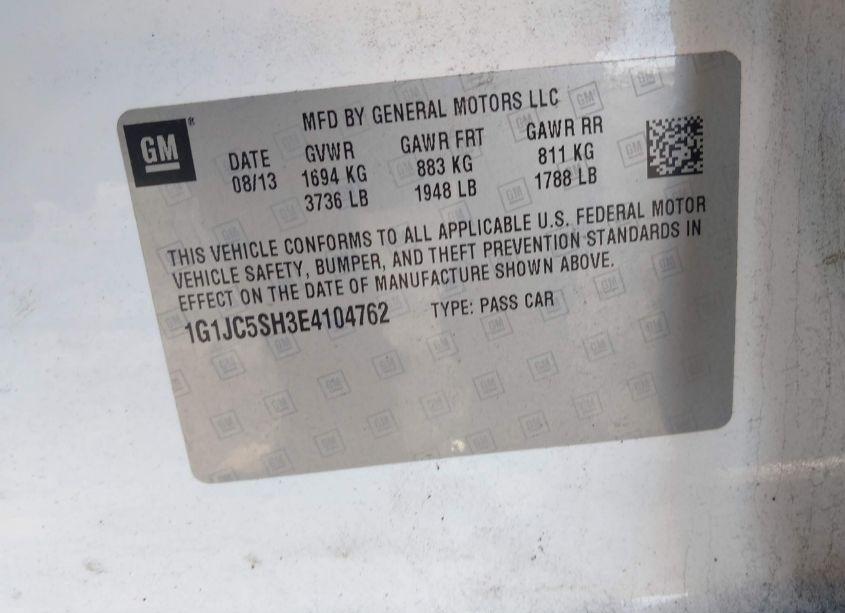 MFD BY GENERAL MOTORS LLC
GM®
DATE GVWR GAWR FRT GAWR RR
08/13 1694 KG 883 KG 811 KG
3736 LB 1948 LB 1788 LB
THIS VEHICLE CONFORMS TO ALL APPLICABLE U.S. FEDERAL MOTOR
VEHICLE SAFETY, BUMPER, AND THEFT PREVENTION STANDARDS IN
EFFECT ON THE DATE OF MANUFACTURE SHOWN ABOVE.
1G1JC5SH3E4104762 TYPE: PASS CAR